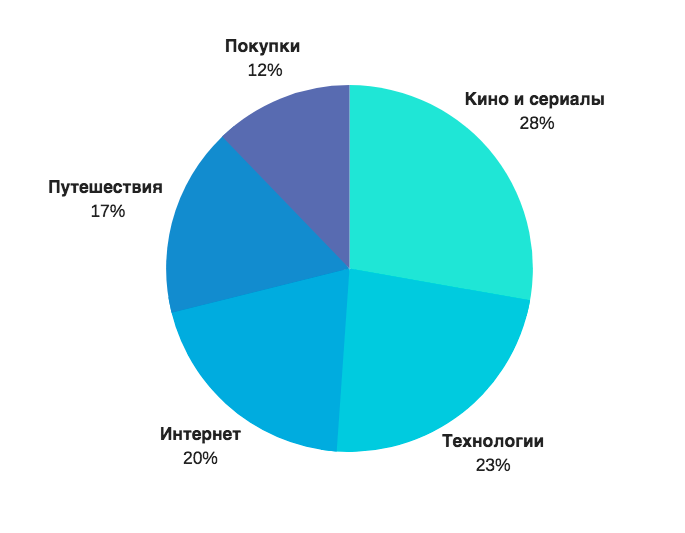 Покупки
12%
Кино и сериалы
28%
Путешествия
17%
Интернет
20%
Технологии
23%